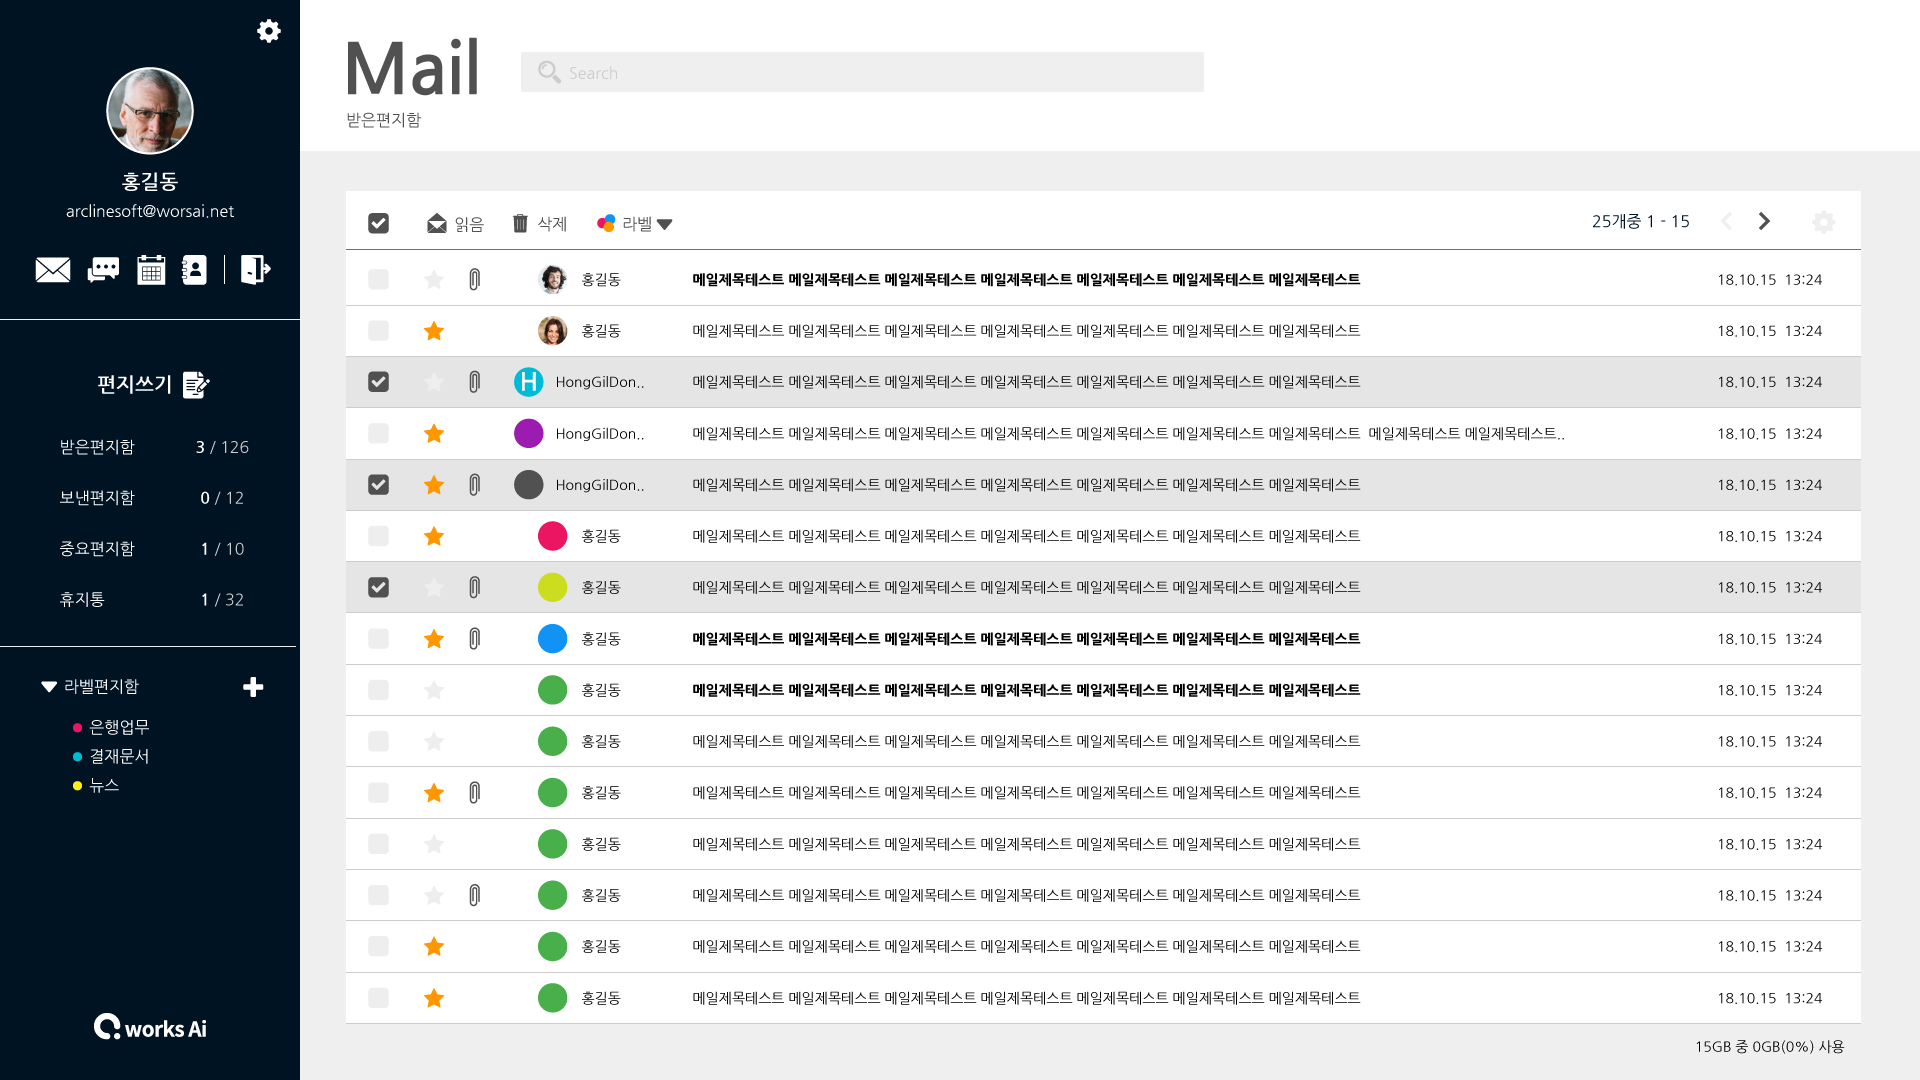 홍길동
arclinesoft@worsai.net
편지쓰기
받은편지함 3 / 126
보낸편지함 0 / 12
중요편지함 1 / 10
휴지통 1 / 32
라벨편지함
은행업무
결재문서
뉴스
works Ai
Mail
Search
받은편지함
읽음 삭제 라벨 25개중 1 - 15
홍길동 메일제목테스트 메일제목테스트 메일제목테스트 메일제목테스트 메일제목테스트 메일제목테스트 메일제목테스트 18.10.15 13:24
홍길동 메일제목테스트 메일제목테스트 메일제목테스트 메일제목테스트 메일제목테스트 메일제목테스트 메일제목테스트 18.10.15 13:24
H HongGilDon.. 메일제목테스트 메일제목테스트 메일제목테스트 메일제목테스트 메일제목테스트 메일제목테스트 메일제목테스트 18.10.15 13:24
HongGilDon.. 메일제목테스트 메일제목테스트 메일제목테스트 메일제목테스트 메일제목테스트 메일제목테스트 메일제목테스트 메일제목테스트 메일제목테스트.. 18.10.15 13:24
HongGilDon.. 메일제목테스트 메일제목테스트 메일제목테스트 메일제목테스트 메일제목테스트 메일제목테스트 메일제목테스트 18.10.15 13:24
홍길동 메일제목테스트 메일제목테스트 메일제목테스트 메일제목테스트 메일제목테스트 메일제목테스트 메일제목테스트 18.10.15 13:24
홍길동 메일제목테스트 메일제목테스트 메일제목테스트 메일제목테스트 메일제목테스트 메일제목테스트 메일제목테스트 18.10.15 13:24
홍길동 메일제목테스트 메일제목테스트 메일제목테스트 메일제목테스트 메일제목테스트 메일제목테스트 메일제목테스트 18.10.15 13:24
홍길동 메일제목테스트 메일제목테스트 메일제목테스트 메일제목테스트 메일제목테스트 메일제목테스트 메일제목테스트 18.10.15 13:24
홍길동 메일제목테스트 메일제목테스트 메일제목테스트 메일제목테스트 메일제목테스트 메일제목테스트 메일제목테스트 18.10.15 13:24
홍길동 메일제목테스트 메일제목테스트 메일제목테스트 메일제목테스트 메일제목테스트 메일제목테스트 메일제목테스트 18.10.15 13:24
홍길동 메일제목테스트 메일제목테스트 메일제목테스트 메일제목테스트 메일제목테스트 메일제목테스트 메일제목테스트 18.10.15 13:24
홍길동 메일제목테스트 메일제목테스트 메일제목테스트 메일제목테스트 메일제목테스트 메일제목테스트 메일제목테스트 18.10.15 13:24
홍길동 메일제목테스트 메일제목테스트 메일제목테스트 메일제목테스트 메일제목테스트 메일제목테스트 메일제목테스트 18.10.15 13:24
홍길동 메일제목테스트 메일제목테스트 메일제목테스트 메일제목테스트 메일제목테스트 메일제목테스트 메일제목테스트 18.10.15 13:24
15GB 중 0GB(0%) 사용